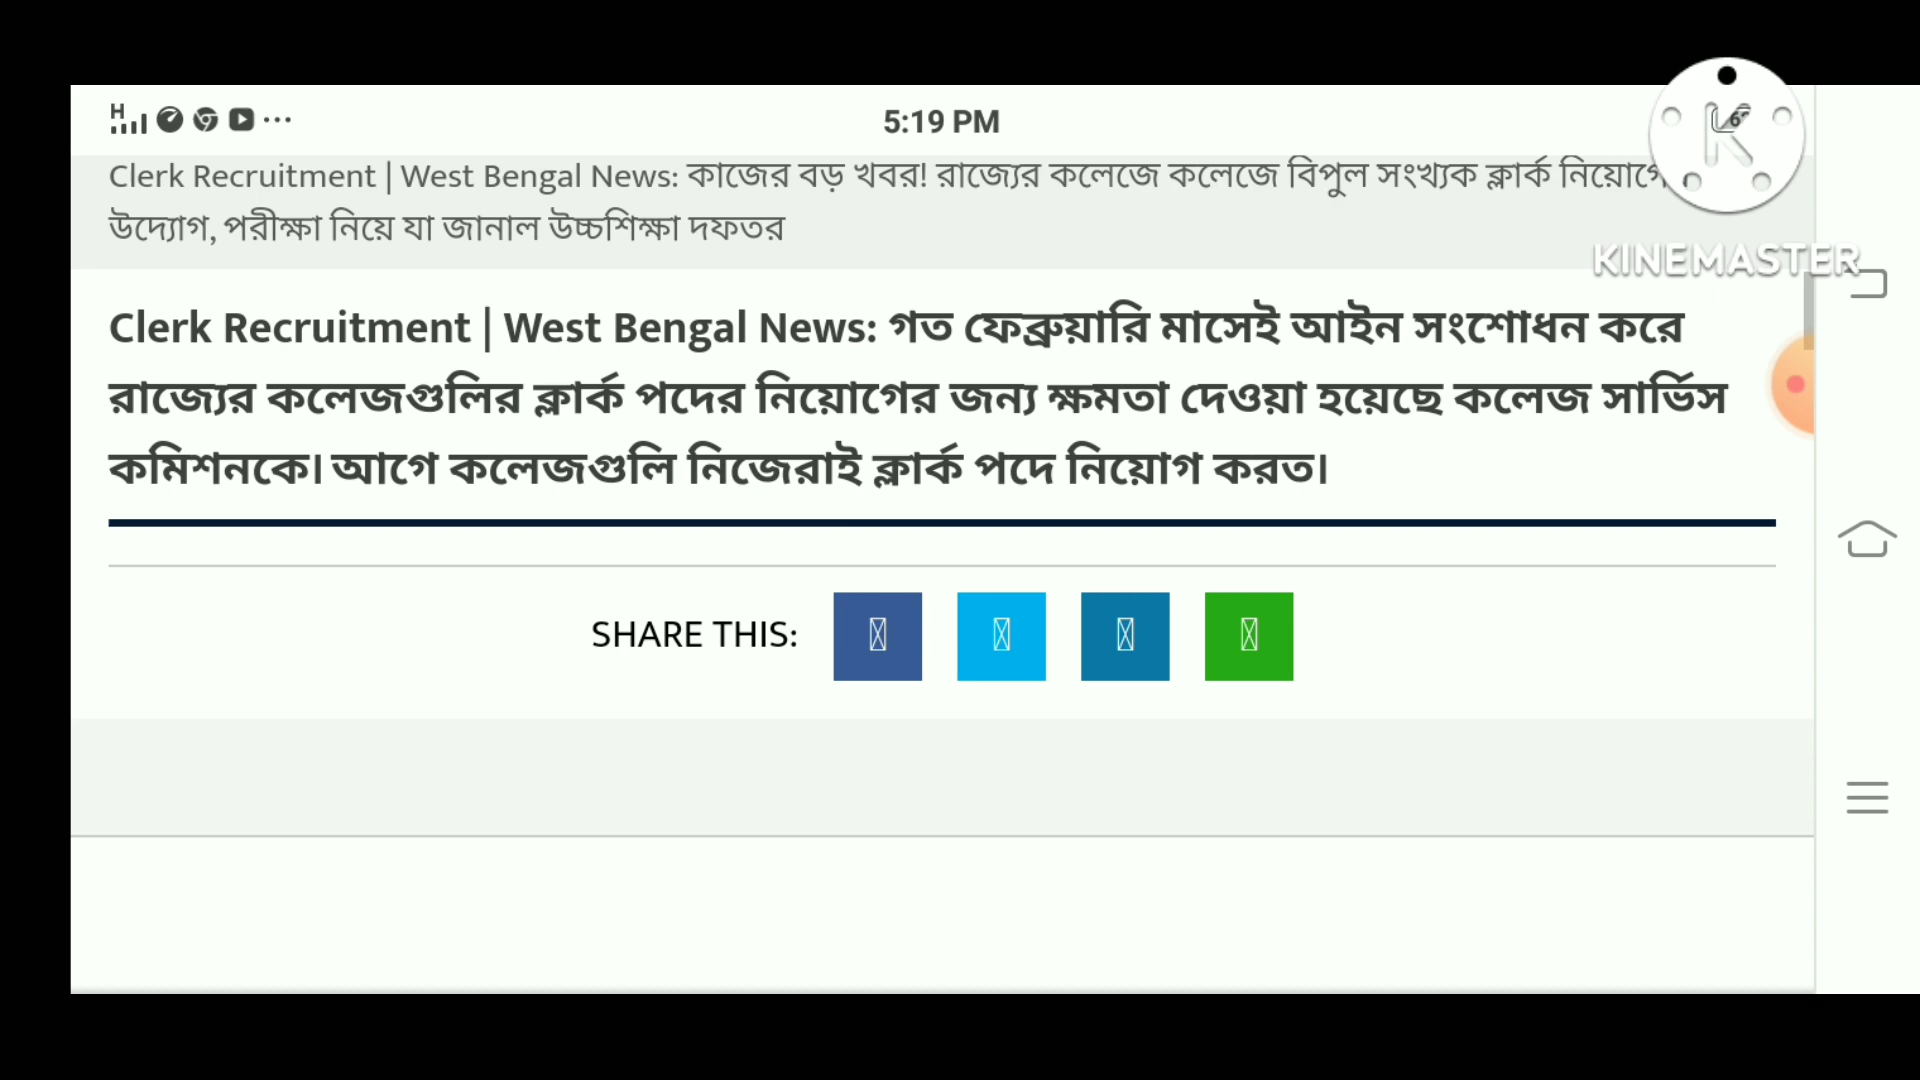 H
5:19 PM
Clerk Recruitment | West Bengal News: কাজের বড় খবর! রাজ্যের কলেজে কলেজে বিপুল সংখ্যক ক্লার্ক
উদ্যোগ, পরীক্ষা নিয়ে যা জানাল উচ্চশিক্ষা দফতর
KINEMASTER
Clerk Recruitment | West Bengal News: গত ফেব্রুয়ারি মাসেই আইন সংশোধন করে
রাজ্যের কলেজগুলির ক্লার্ক পদের নিয়োগের জন্য ক্ষমতা দেওয়া হয়েছে কলেজ সার্ভিস
কমিশনকে। আগে কলেজগুলি নিজেরাই ক্লার্ক পদে নিয়োগ করত।
SHARE THIS: